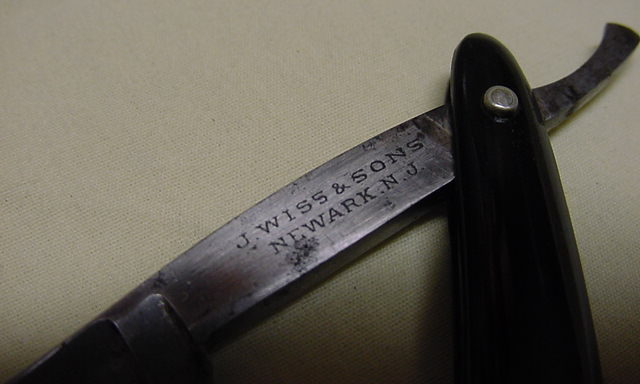 J. WISS & SONS
NEWARK. N. J.